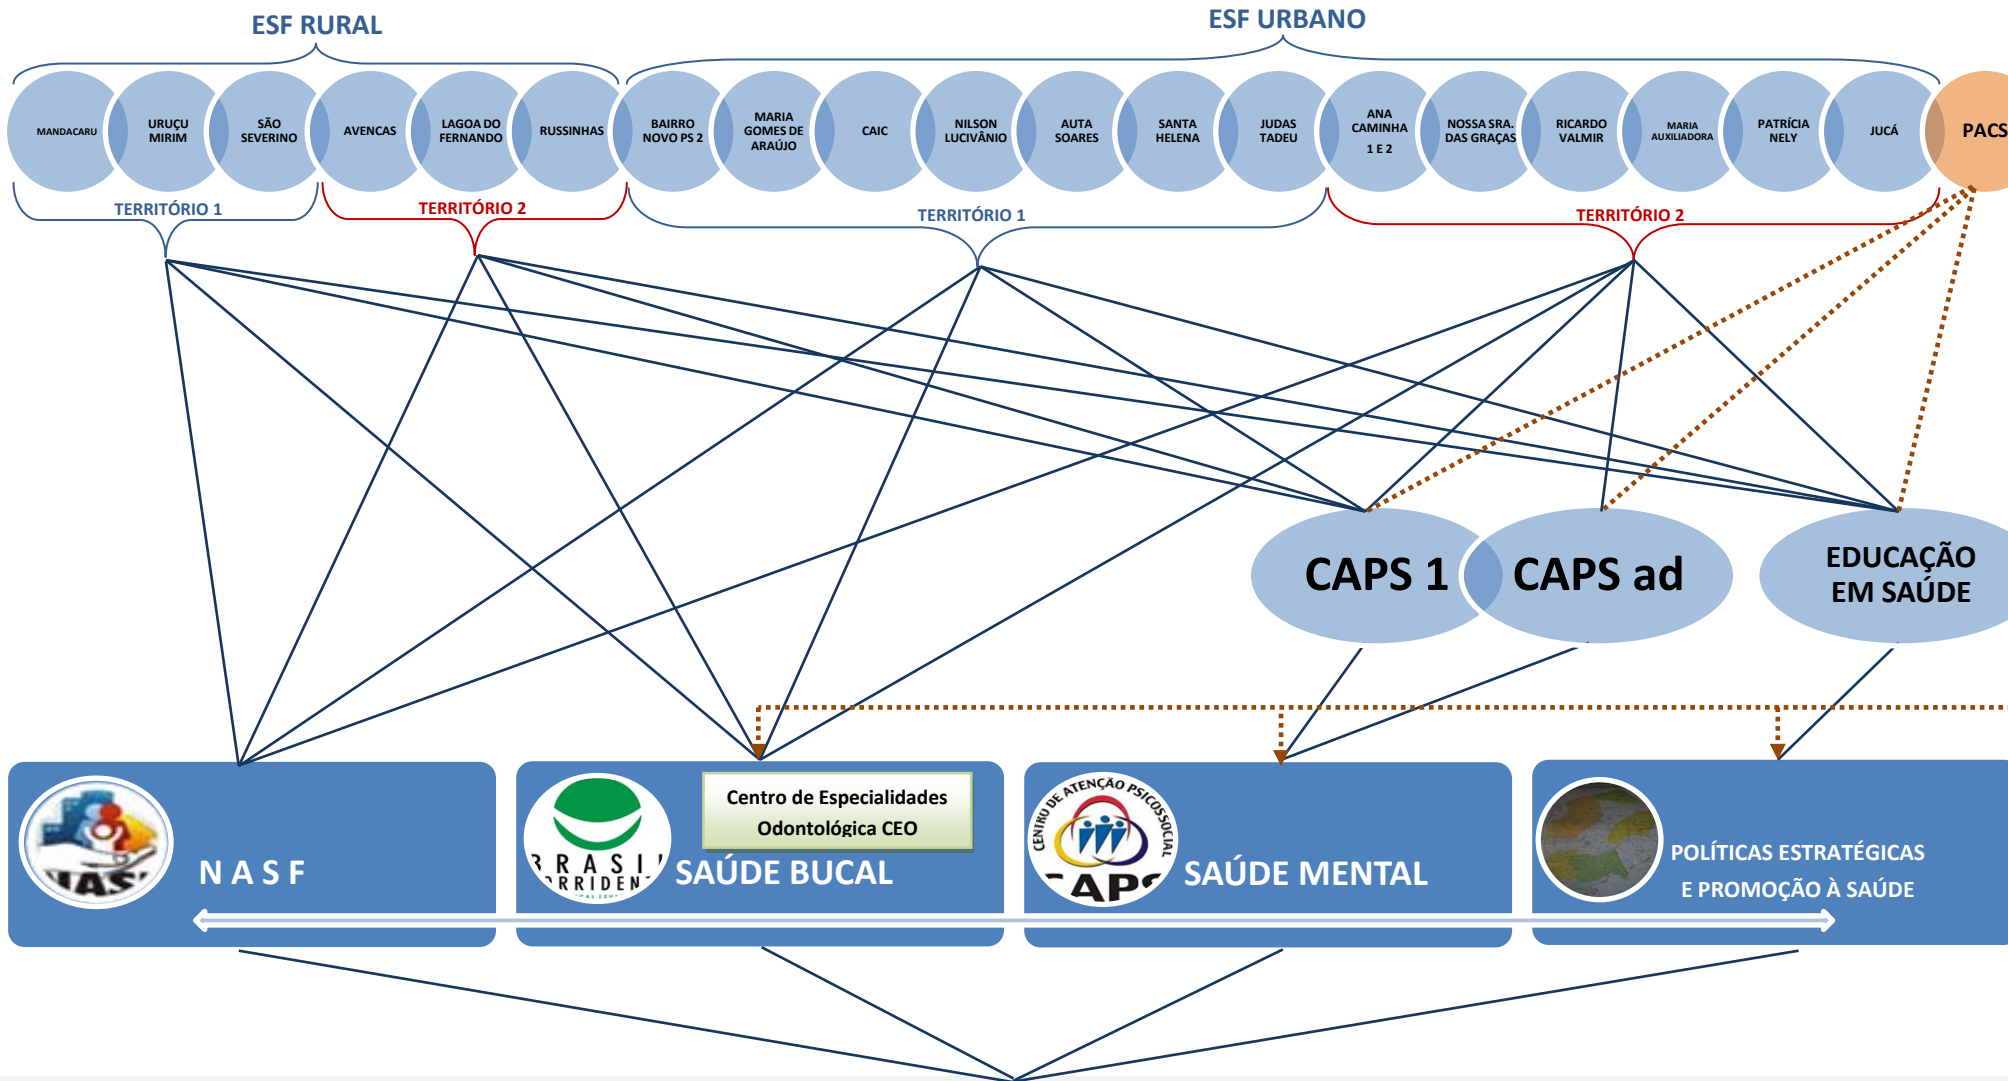 ESF RURAL
ESF URBANO
MANDACARU
URUÇU
MIRIM
SÃO
SEVERINO
AVENCAS
LAGOA DO
FERNANDO
RUSSINHAS
BAIRRO
NOVO PS 2
MARIA
GOMES DE
ARAÚJO
CAIC
NILSON
LUCIVÂNIO
AUTA
SOARES
SANTA
HELENA
JUDAS
TADEU
ANA
CAMINHA
1 E 2
NOSSA SRA.
DAS GRAÇAS
RICARDO
VALMIR
MARIA
AUXILIADORA
PATRÍCIA
NELY
JUCÁ
PACS
TERRITÓRIO 1
TERRITÓRIO 2
TERRITÓRIO 1
TERRITÓRIO 2
CAPS 1
CAPS ad
EDUCAÇÃO
EM SAÚDE
NASF
N A S F
BRASIL
SORRIDENTE
Centro de Especialidades
Odontológica CEO
SAÚDE BUCAL
CENTRO DE ATENÇÃO PSICOSSOCIAL
CAPS
SAÚDE MENTAL
POLÍTICAS ESTRATÉGICAS
E PROMOÇÃO À SAÚDE